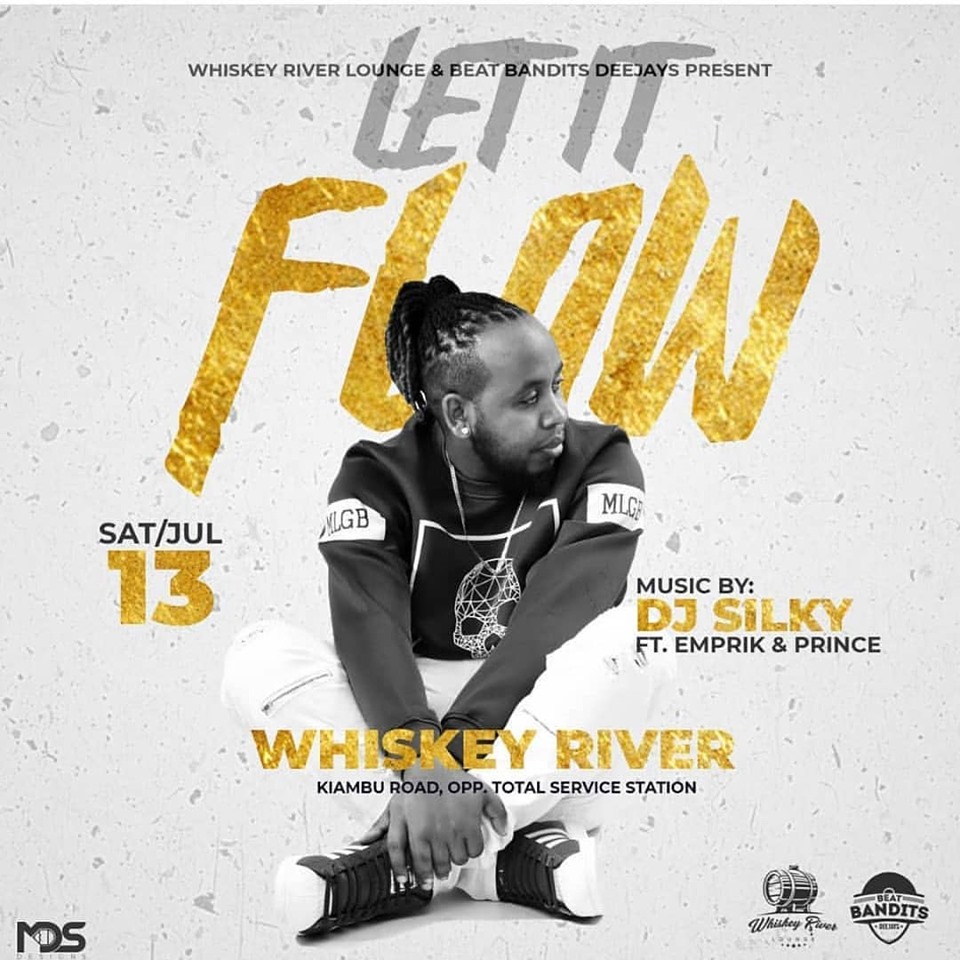 WHISKEY RIVER LOUNGE & BEAT BANDITS DEEJAYS PRESENT
LET IT
FLOW
SAT/JUL
13
MLGB
MLGB
MUSIC BY:
DJ SILKY
FT. EMPRIK & PRINCE
WHISKEY RIVER
KIAMBU ROAD, OPP. TOTAL SERVICE STATION
MDS
DESIGNS
Whiskey River
LOUNGE
BEAT
BANDITS
DEEJAYS